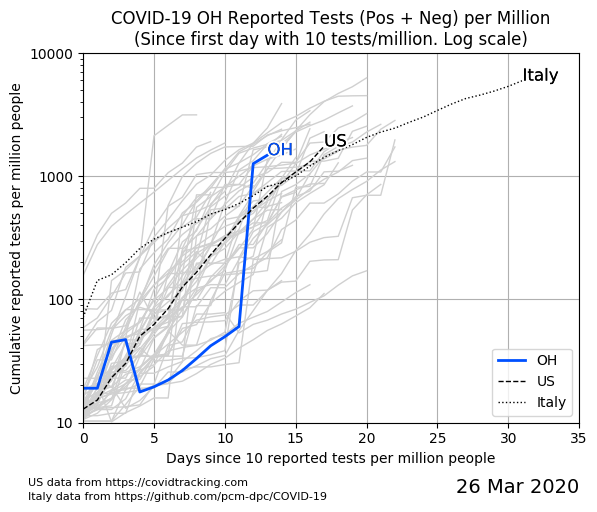 COVID-19 OH Reported Tests (Pos + Neg) per Million
(Since first day with 10 tests/million. Log scale)
Cumulative reported tests per million people
10000
1000
100
10
Italy
US
OH
OH
US
Italy
0 5 10 15 20 25 30 35
Days since 10 reported tests per million people
US data from https://covidtracking.com
Italy data from https://github.com/pcm-dpc/COVID-19
26 Mar 2020